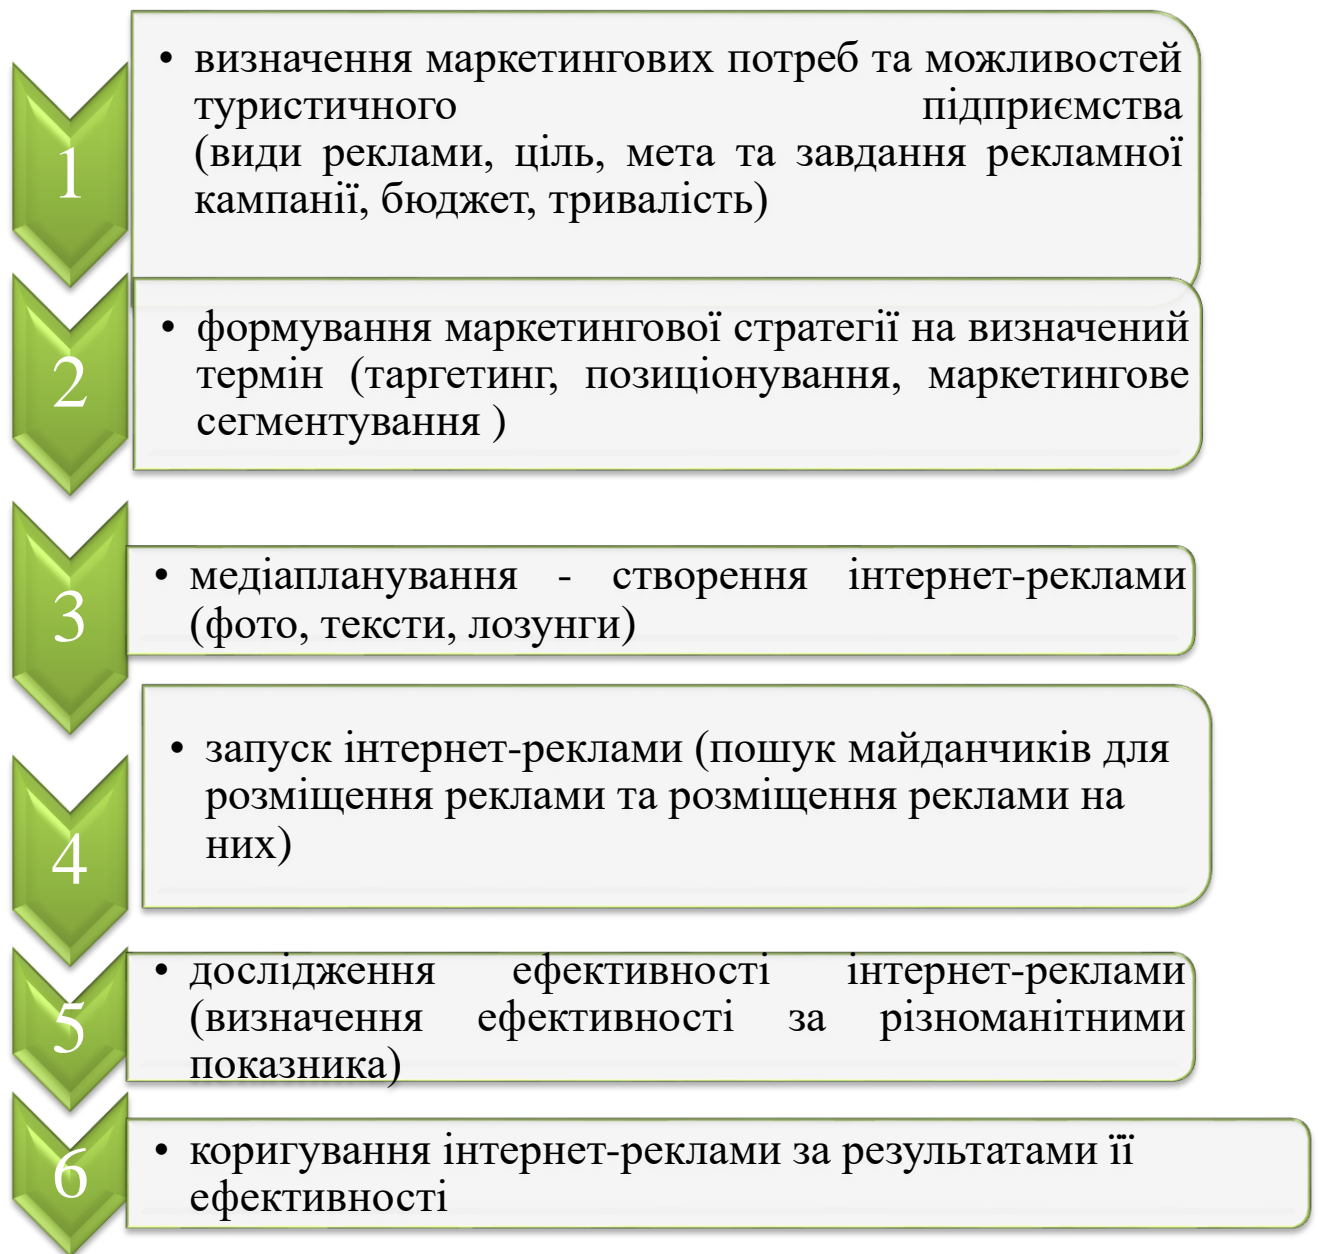 1
• визначення маркетингових потреб та можливостей
туристичного підприємства
(види реклами, ціль, мета та завдання рекламної
кампанії, бюджет, тривалість)
2
• формування маркетингової стратегії на визначений
термін (таргетинг, позиціонування, маркетингове
сегментування )
3
• медіапланування - створення інтернет-реклами
(фото, тексти, лозунги)
4
• запуск інтернет-реклами (пошук майданчиків для
розміщення реклами та розміщення реклами на
них)
5
• дослідження ефективності інтернет-реклами
(визначення ефективності за різноманітними
показника)
6
• коригування інтернет-реклами за результатами її
ефективності